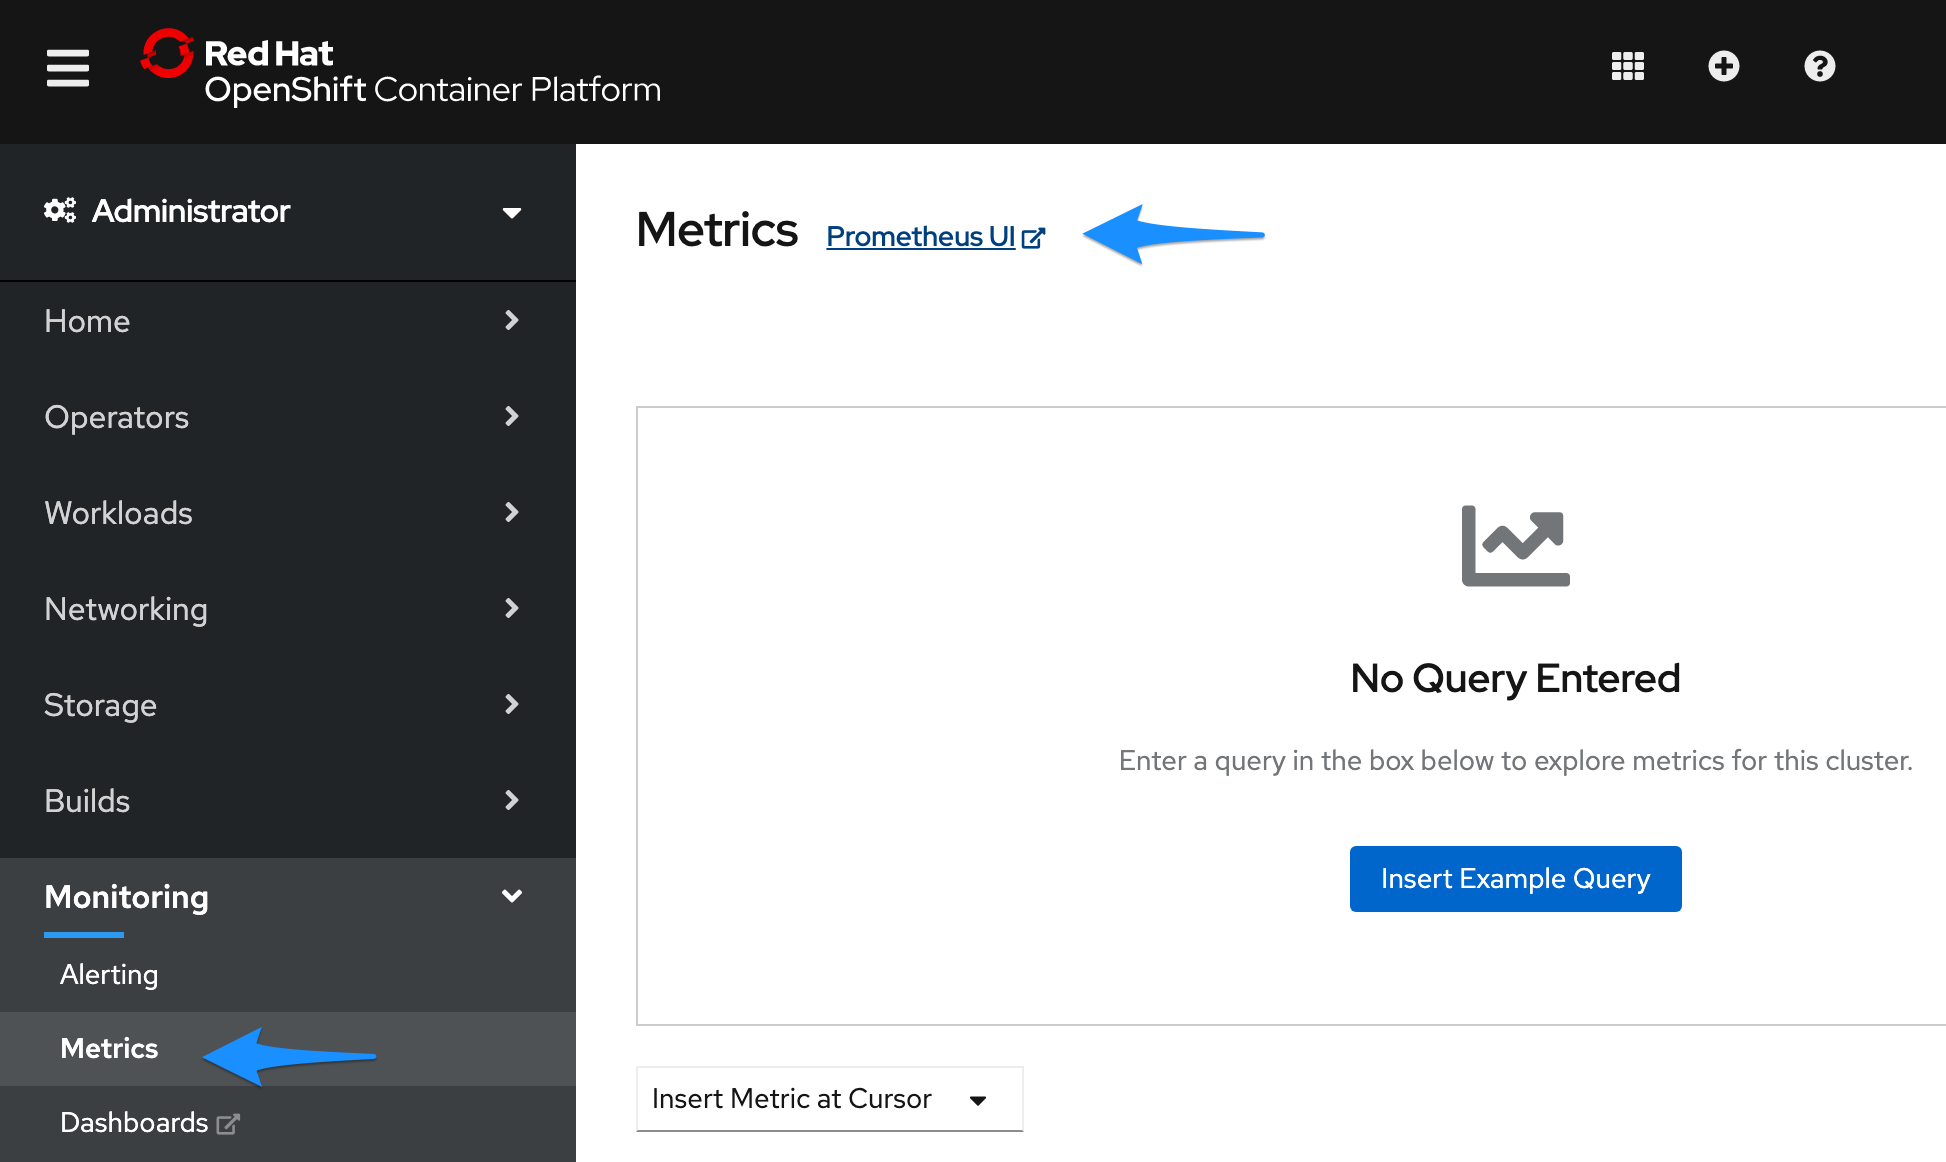 Red Hat
OpenShift Container Platform
Administrator
Home
Operators
Workloads
Networking
Storage
Builds
Monitoring
Alerting
Metrics
Dashboards
Metrics Prometheus UI
No Query Entered
Enter a query in the box below to explore metrics for this cluster.
Insert Example Query
Insert Metric at Cursor